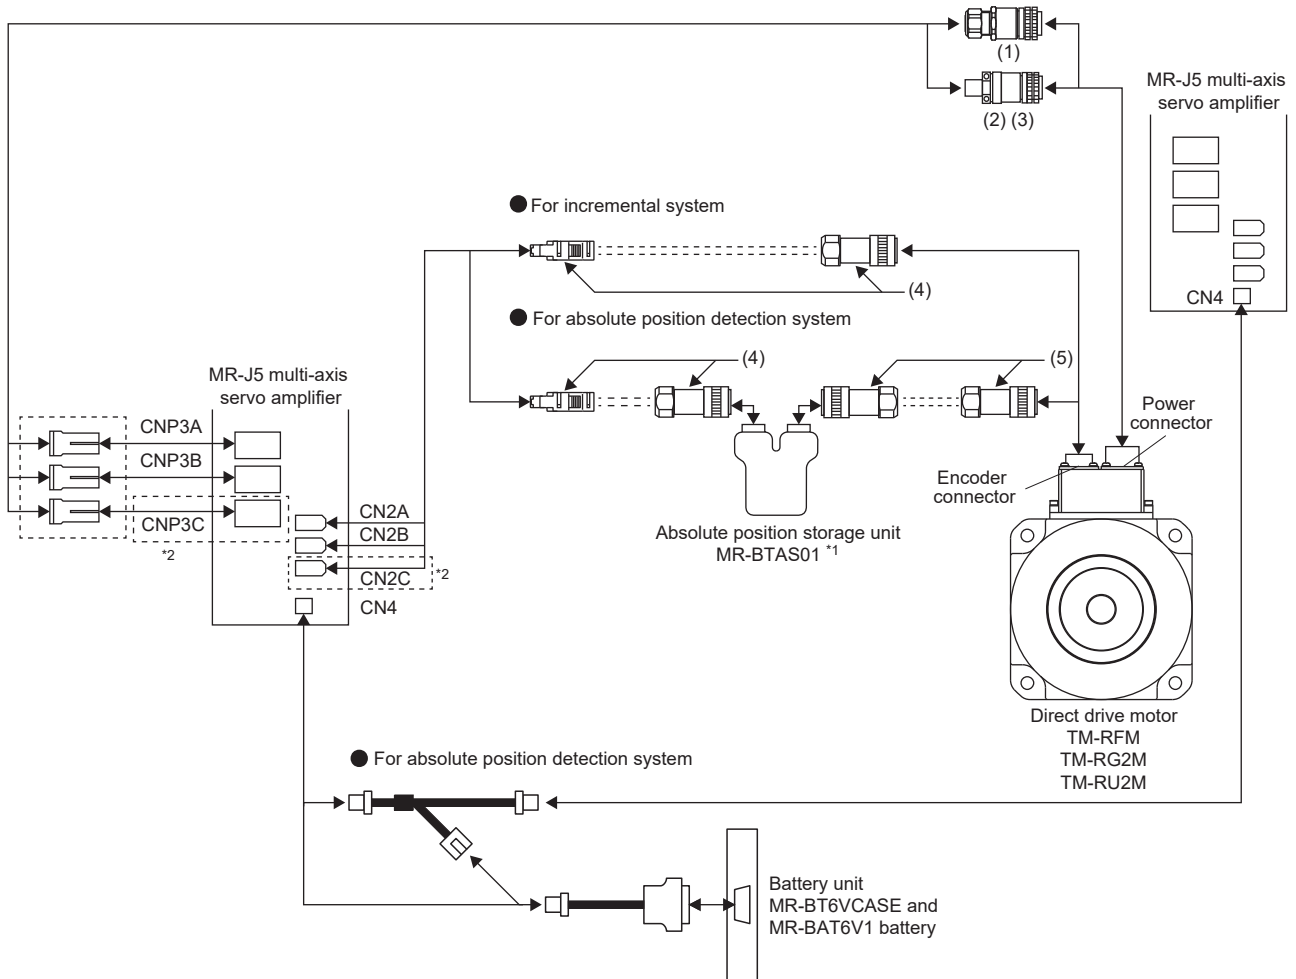 (1)
(2) (3)
MR-J5 multi-axis
servo amplifier
CN4
For incremental system
(4)
For absolute position detection system
(4)
(5)
MR-J5 multi-axis
servo amplifier
CNP3A
CNP3B
CNP3C
*2
CN2A
CN2B
CN2C
*2
CN4
Absolute position storage unit
MR-BTAS01 *1
Power
connector
Encoder
connector
Direct drive motor
TM-RFM
TM-RG2M
TM-RU2M
For absolute position detection system
Battery unit
MR-BT6VCASE and
MR-BAT6V1 battery